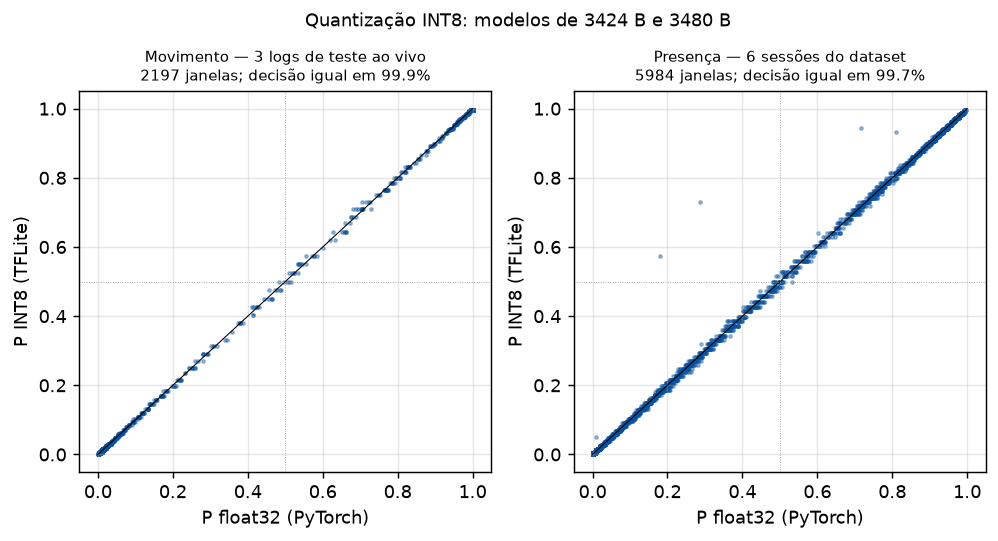 Quantização INT8: modelos de 3424 B e 3480 B
Movimento — 3 logs de teste ao vivo
2197 janelas; decisão igual em 99.9%
1.0
0.8
0.6
0.4
0.2
0.0
P INT8 (TFLite)
0.0 0.2 0.4 0.6 0.8 1.0
P float32 (PyTorch)
Presença — 6 sessões do dataset
5984 janelas; decisão igual em 99.7%
1.0
0.8
0.6
0.4
0.2
0.0
P INT8 (TFLite)
0.0 0.2 0.4 0.6 0.8 1.0
P float32 (PyTorch)